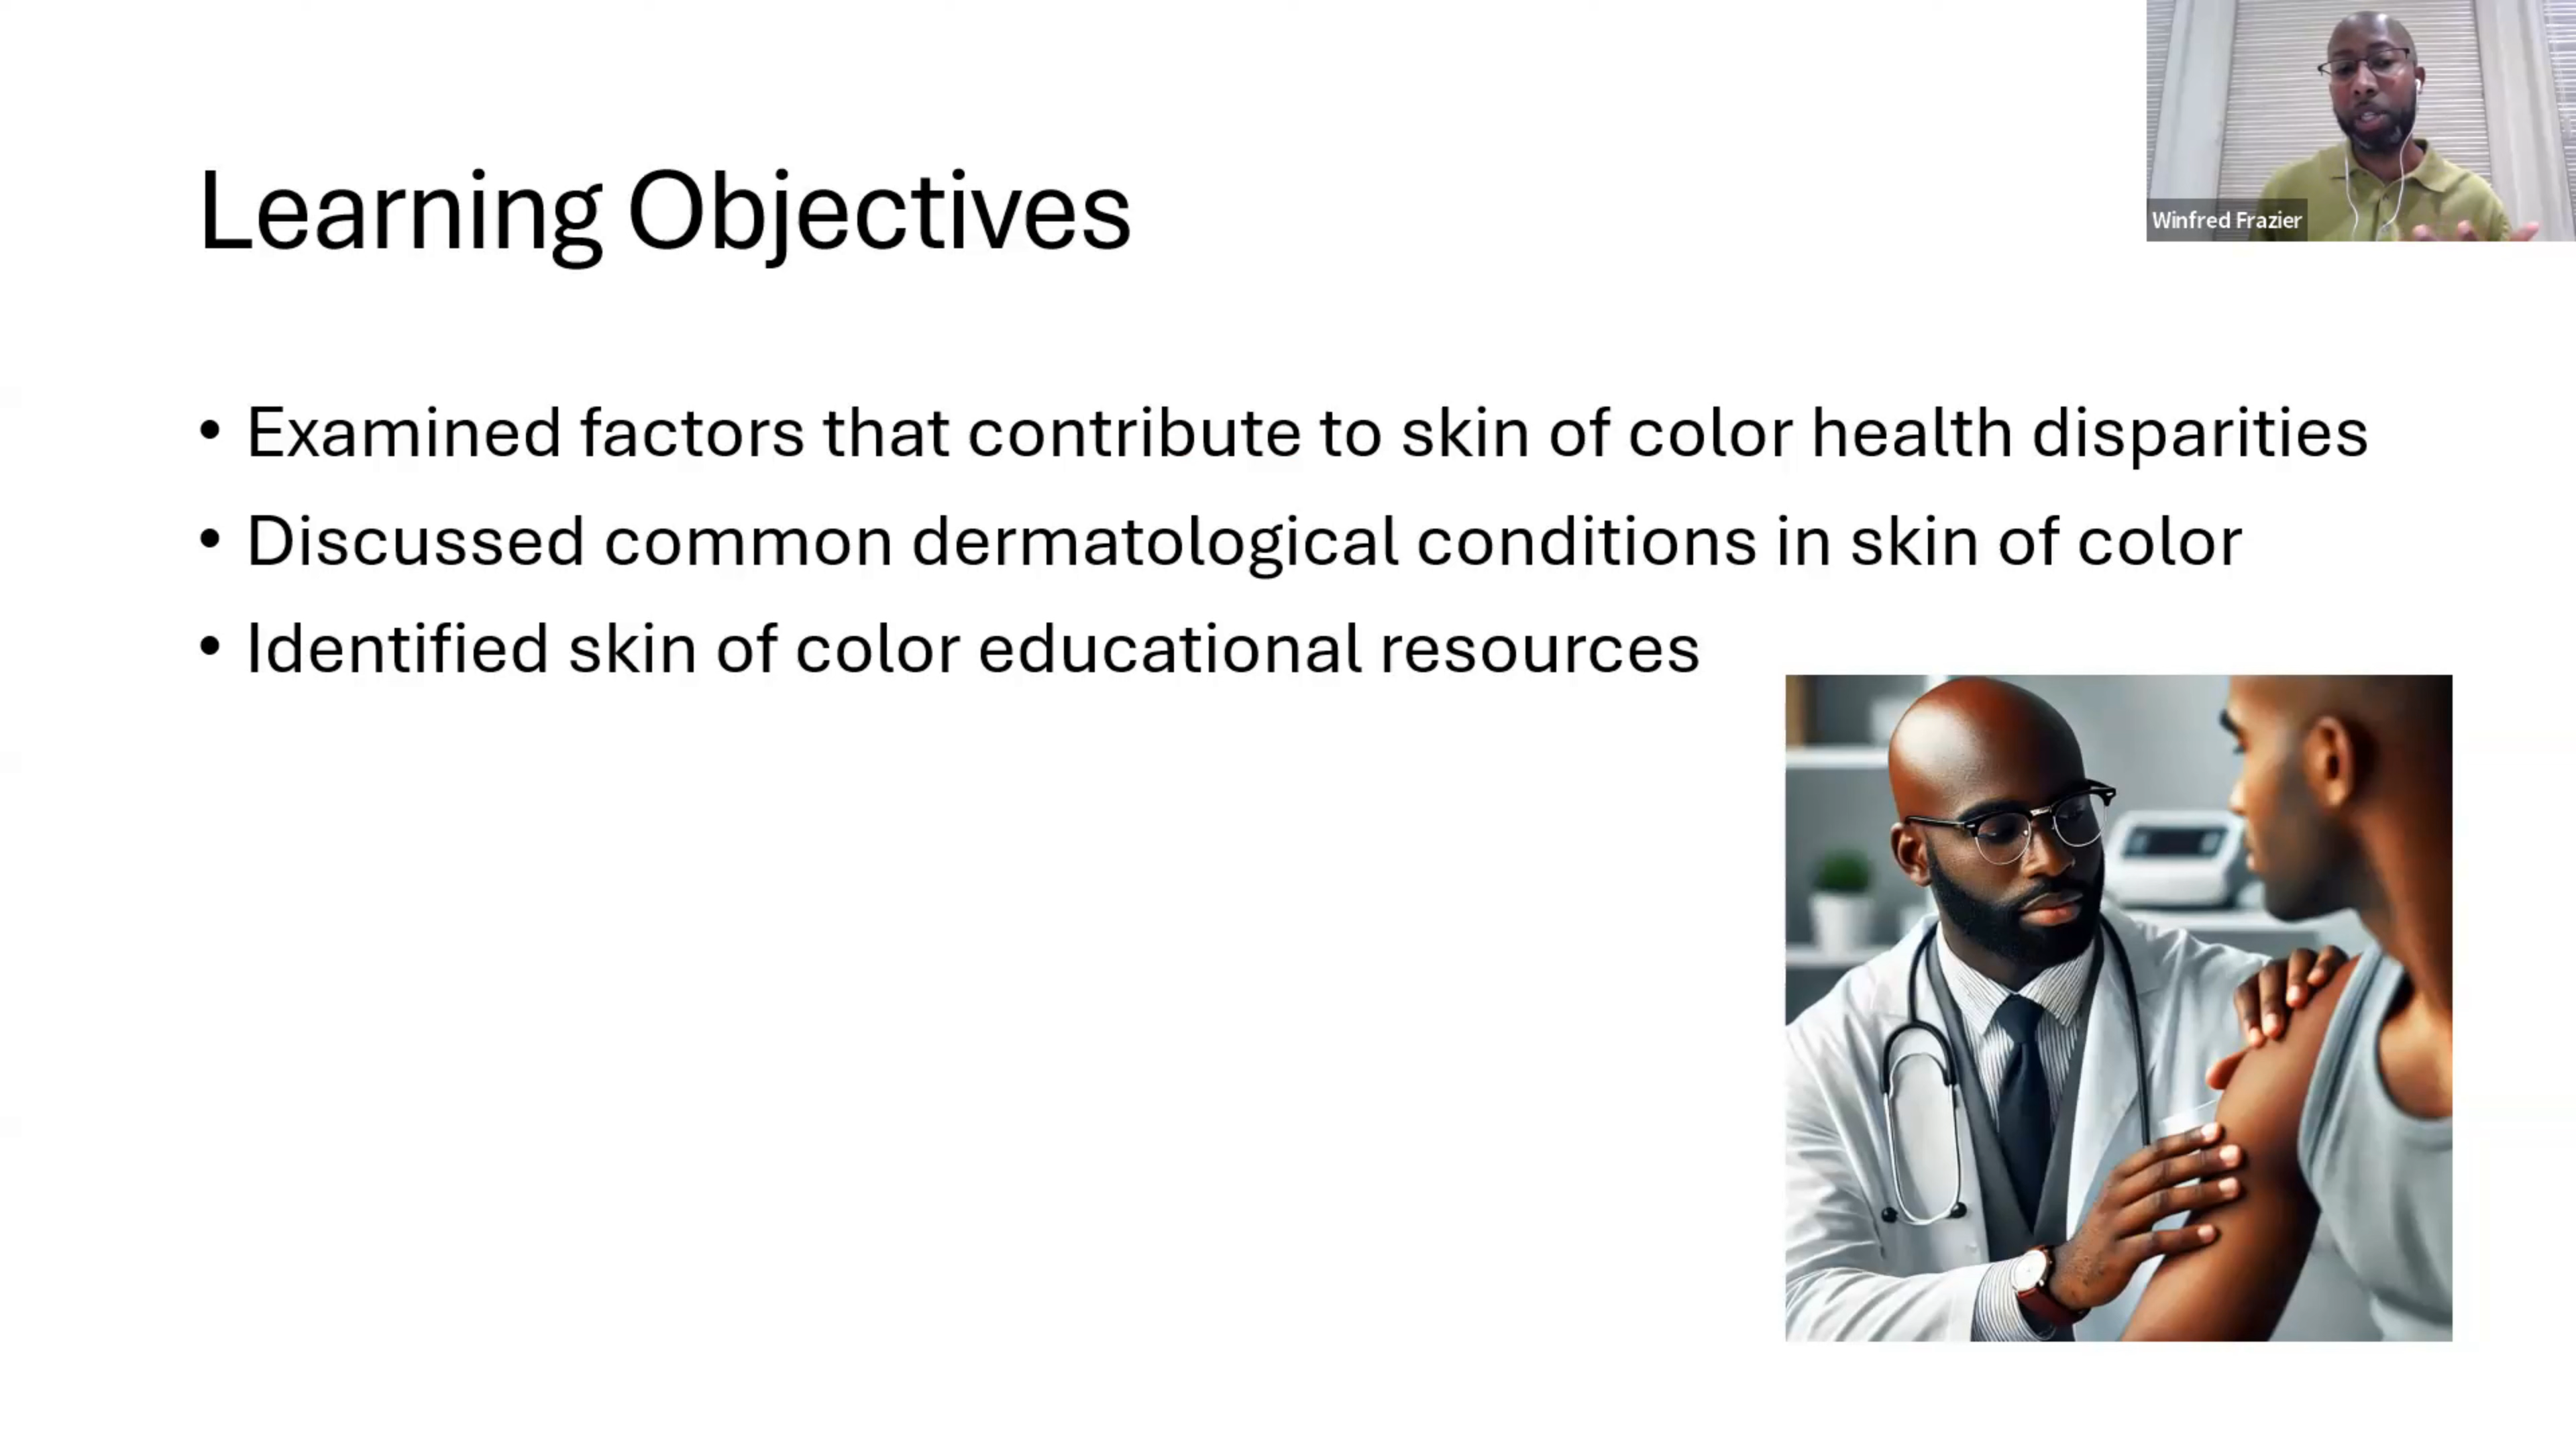 Learning Objectives
Winfred Frazier
• Examined factors that contribute to skin of color health disparities
• Discussed common dermatological conditions in skin of color
• Identified skin of color educational resources